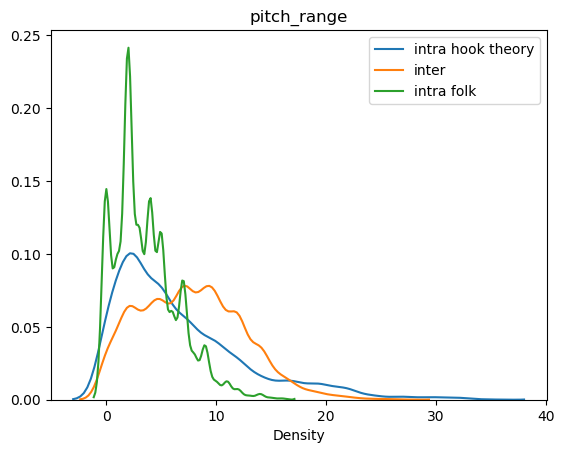 pitch_range
0.25
0.20
0.15
0.10
0.05
0.00
intra hook theory
inter
intra folk
0 10 20 30 40
Density